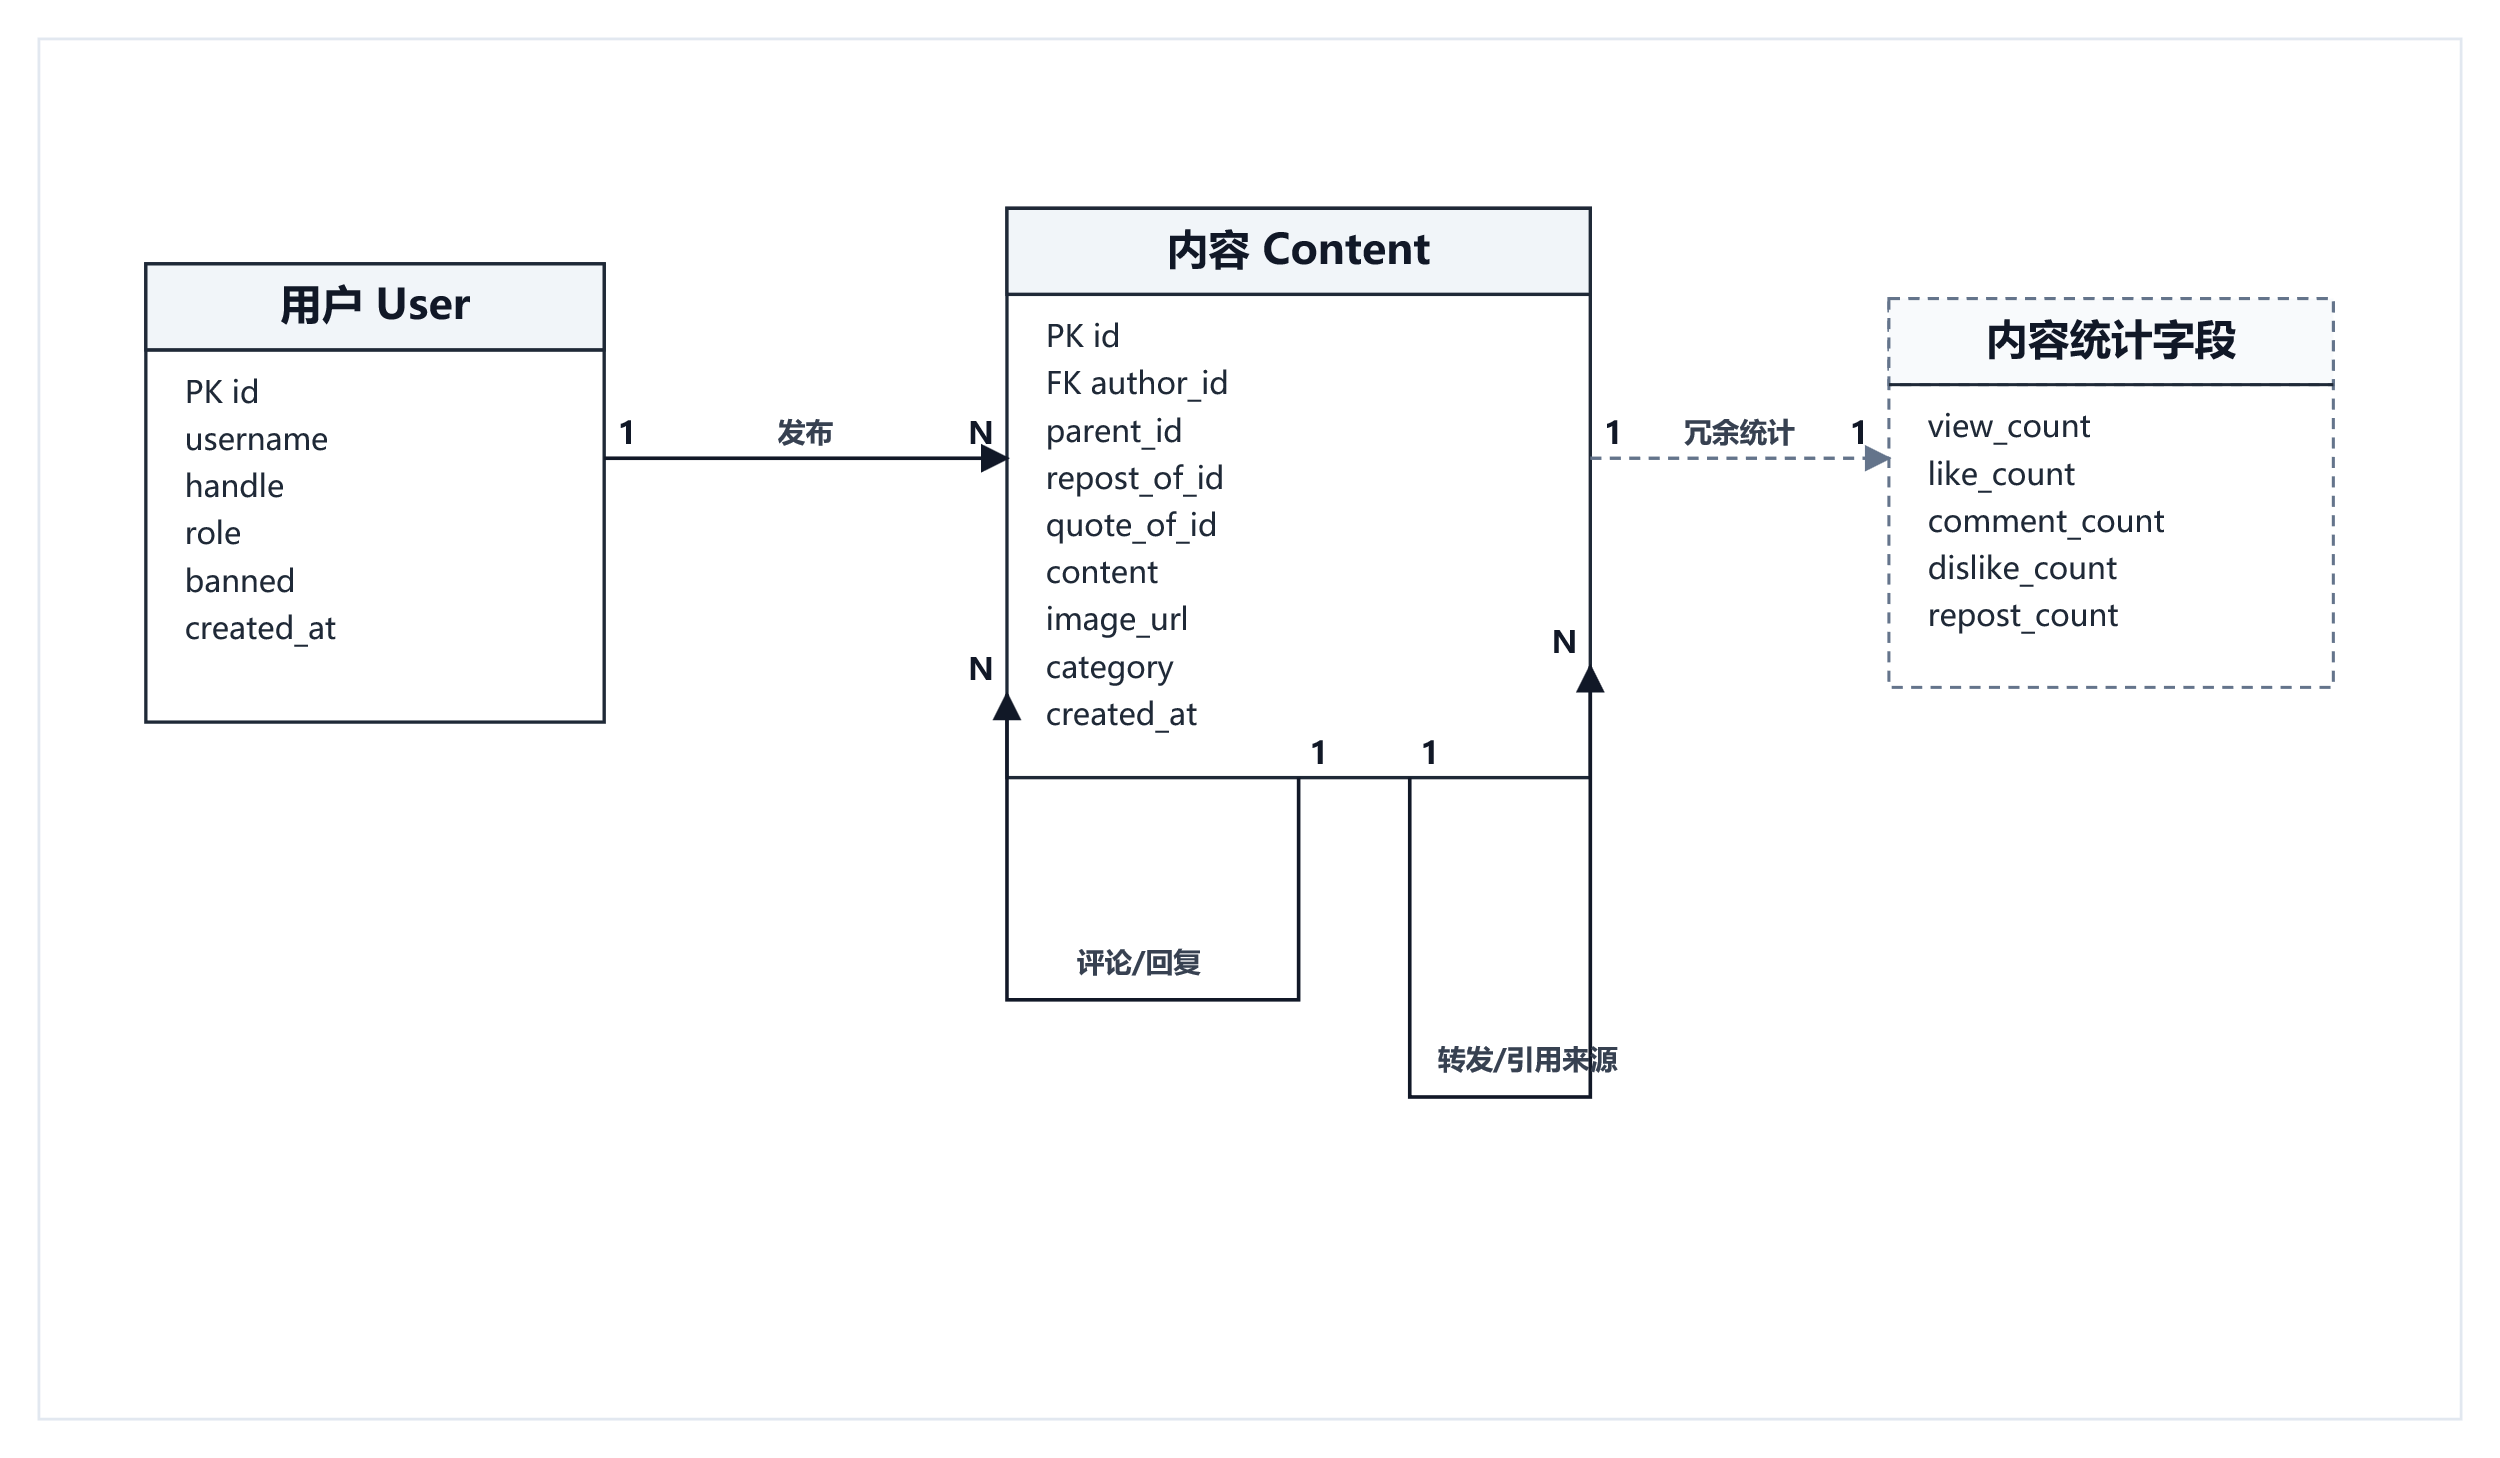 用户 User
PK id
username
handle
role
banned
created_at
1
发布
N
内容 Content
PK id
FK author_id
parent_id
repost_of_id
quote_of_id
content
image_url
category
created_at
N
N
1
1
评论/回复
转发/引用来源
1
冗余统计
1
内容统计字段
view_count
like_count
comment_count
dislike_count
repost_count